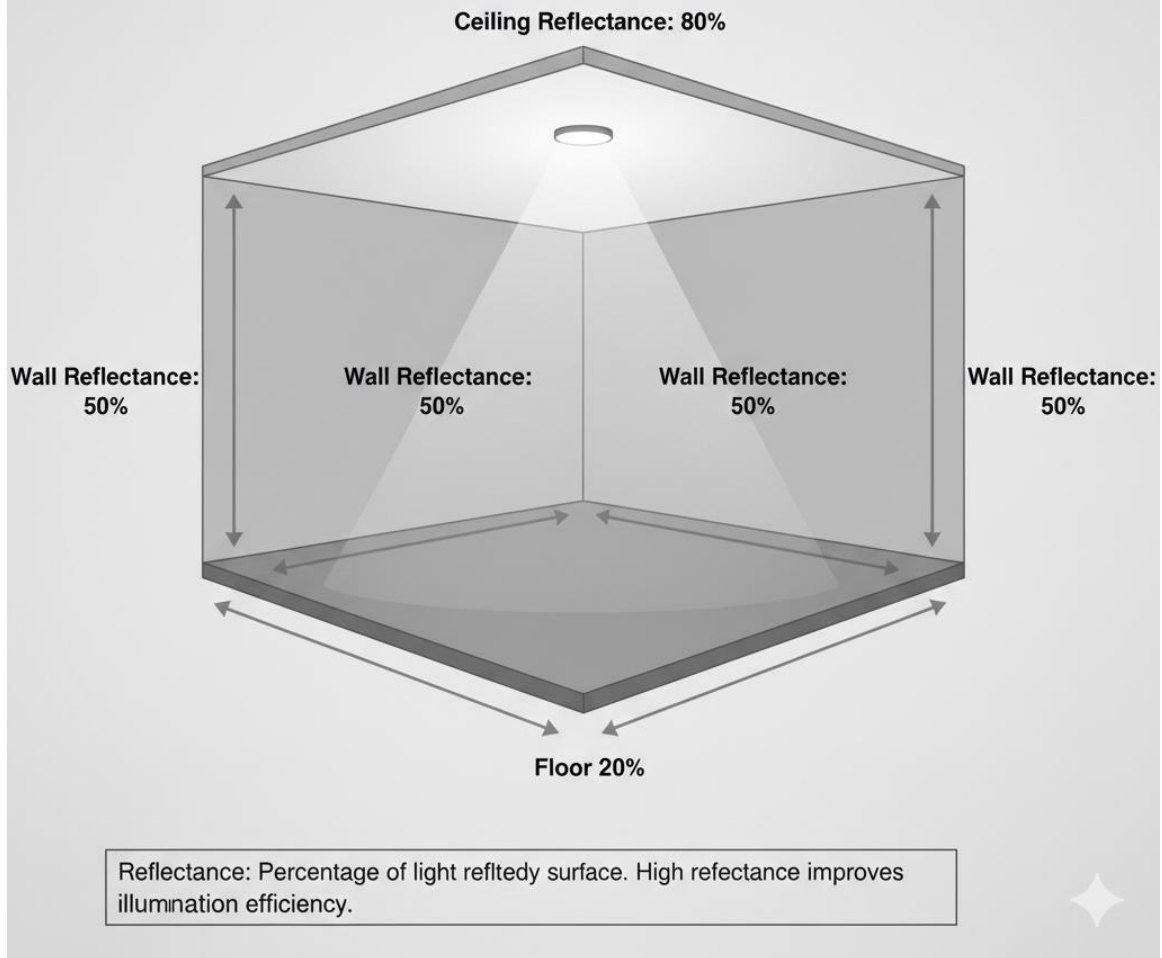 Ceiling Reflectance: 80%
Wall Reflectance:
50%
Wall Reflectance:
50%
Wall Reflectance:
50%
Wall Reflectance:
50%
Floor 20%
Reflectance: Percentage of light refltedy surface. High refectance improves
illumination efficiency.